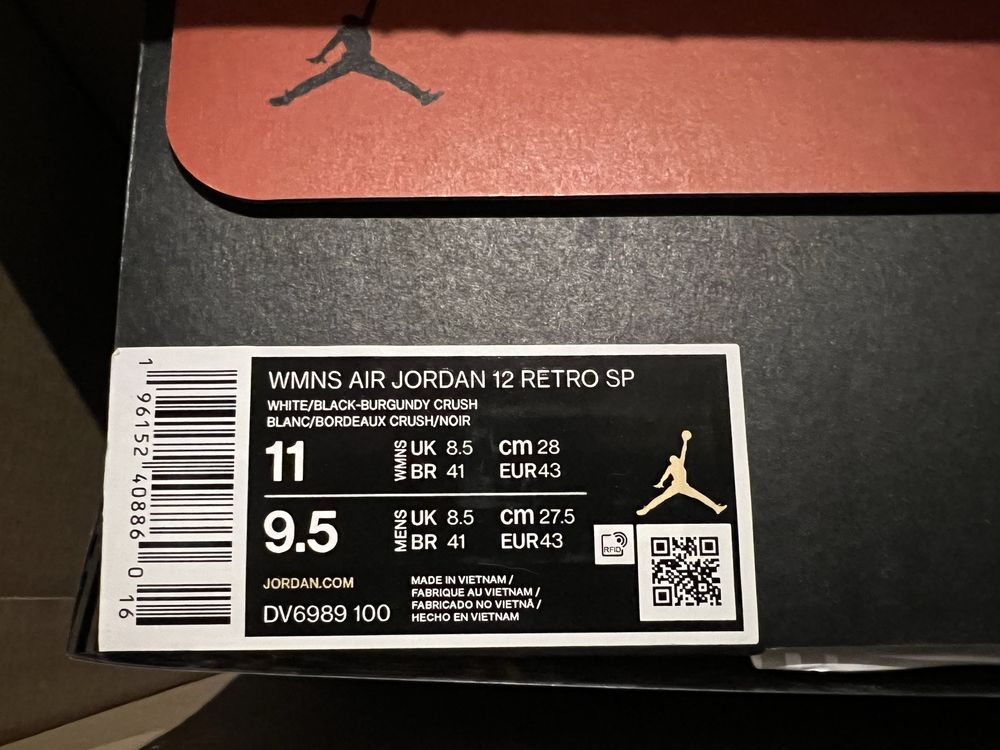 WMNS AIR JORDAN 12 RETRO SP
WHITE/BLACK-BURGUNDY CRUSH
BLANC/BORDEAUX CRUSH/NOIR
11 WMNS UK 8.5 cm 28
BR 41 EUR 43
9.5 MENS UK 8.5 cm 27.5
BR 41 EUR 43
RFID
JORDAN.COM
DV6989 100
MADE IN VIETNAM /
FABRIQUE AU VIETNAM /
FABRICADO NO VIETNÃ /
HECHO EN VIETNAM
1 96152 40886 0 16